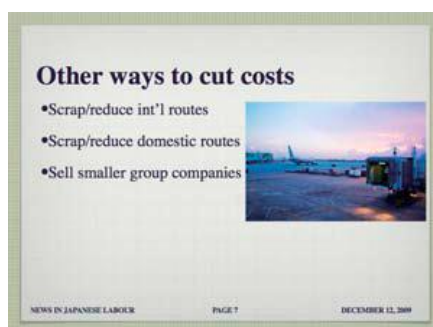 Other ways to cut costs
•Scrap/reduce int'l routes
•Scrap/reduce domestic routes
•Sell smaller group companies
NEWS IN JAPANESE LABOUR PAGE 7 DECEMBER 12, 2009